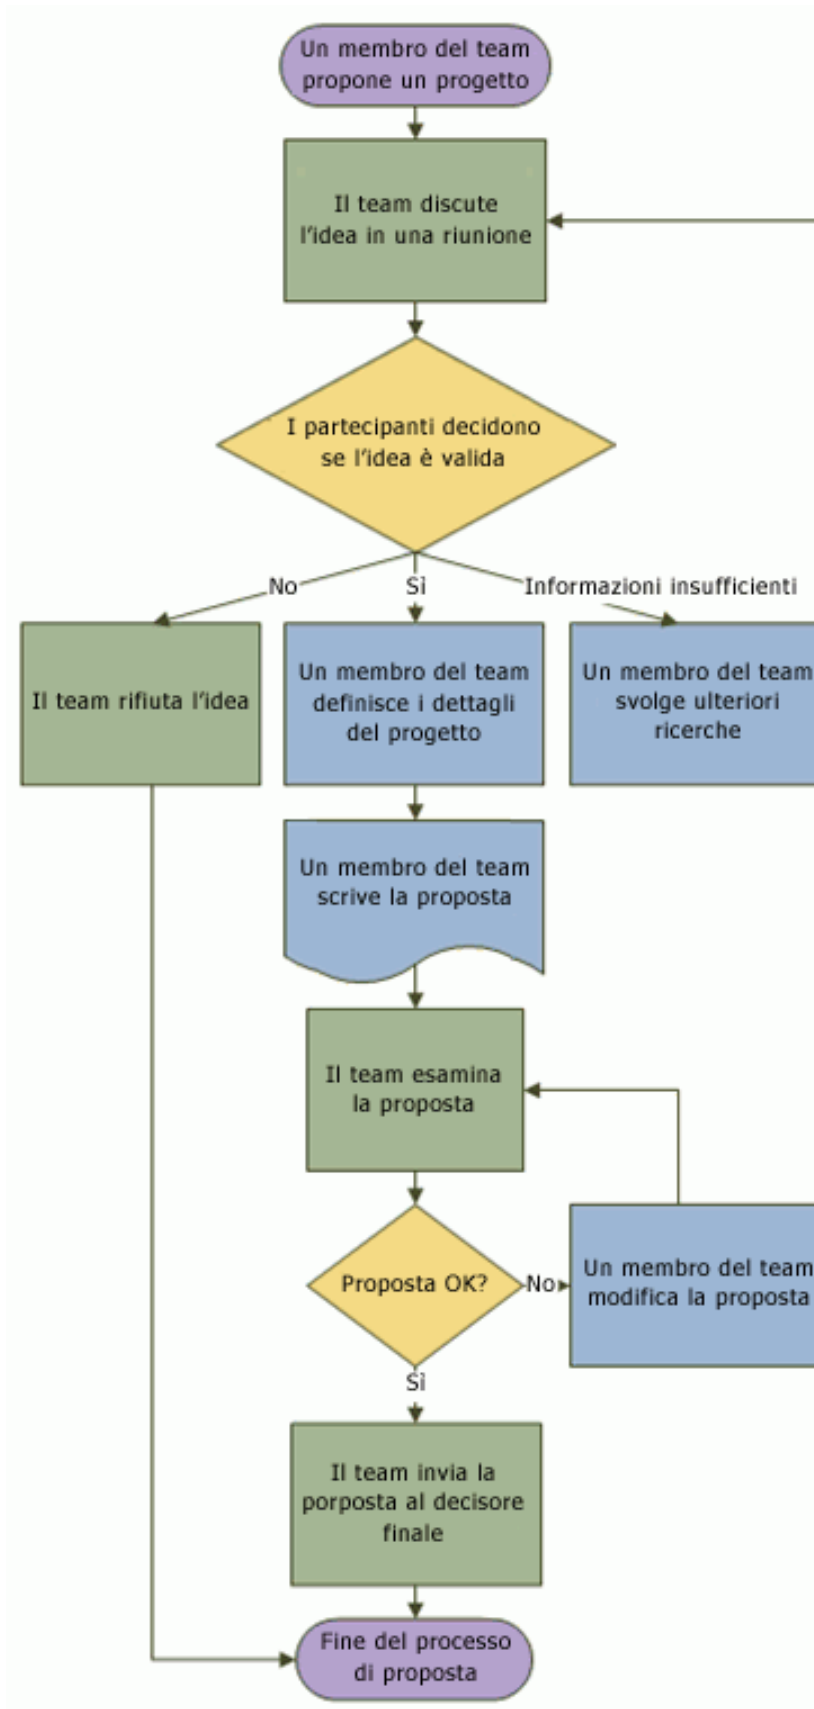 Un membro del team
propone un progetto
Il team discute
l'idea in una riunione
I partecipanti decidono
se l'idea è valida
No
Sì
Informazioni insufficienti
Il team rifiuta l'idea
Un membro del team
definisce i dettagli
del progetto
Un membro del team
svolge ulteriori
ricerche
Un membro del team
scrive la proposta
Il team esamina
la proposta
Proposta OK?
No
Un membro del team
modifica la proposta
Sì
Il team invia la
porposta al decisore
finale
Fine del processo
di proposta